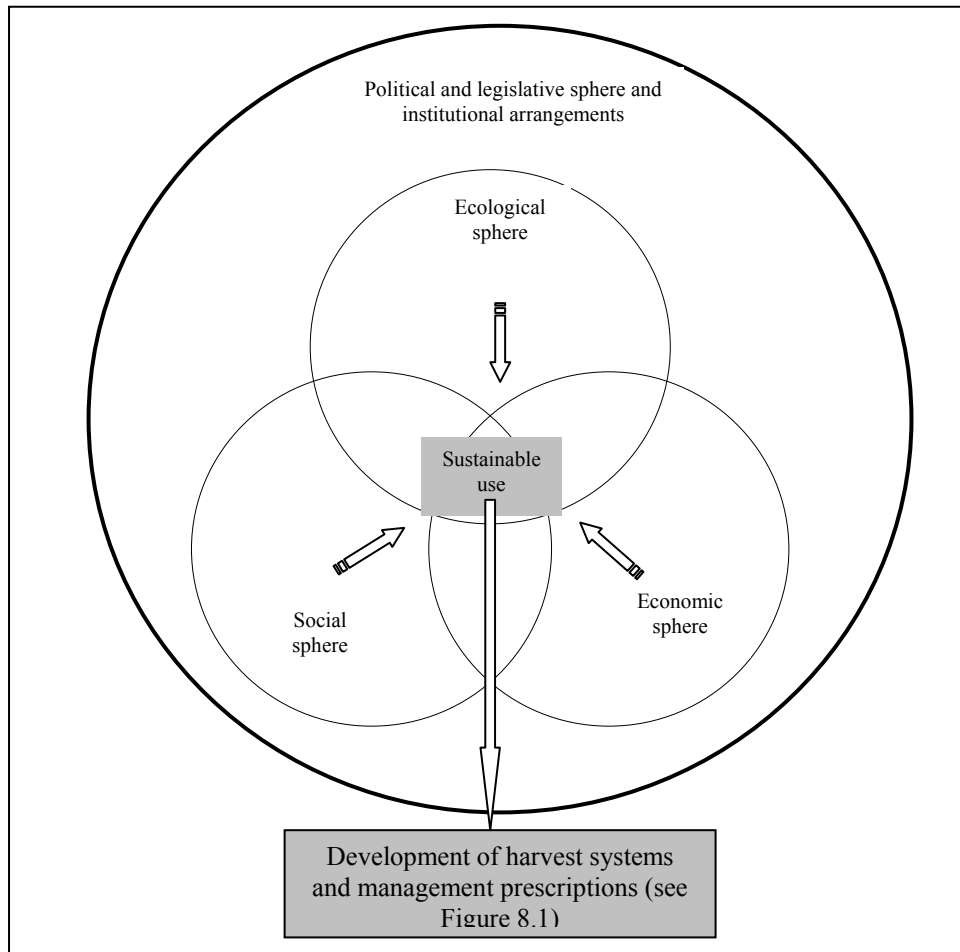 Political and legislative sphere and
institutional arrangements
Ecological
sphere
Sustainable
use
Social
sphere
Economic
sphere
Development of harvest systems
and management prescriptions (see
Figure 8.1)